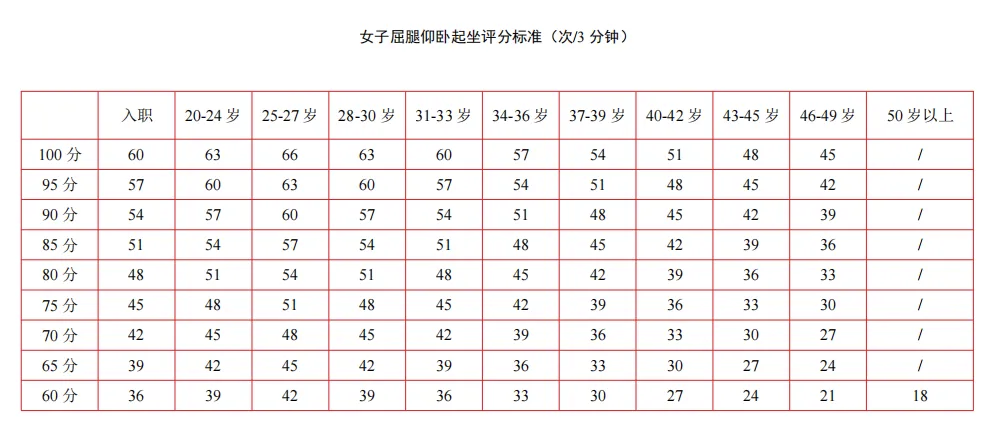 女子屈腿仰卧起坐评分标准（次/3 分钟）
入职 20-24 岁 25-27 岁 28-30 岁 31-33 岁 34-36 岁 37-39 岁 40-42 岁 43-45 岁 46-49 岁 50 岁以上
100 分 60 63 66 63 60 57 54 51 48 45 /
95 分 57 60 63 60 57 54 51 48 45 42 /
90 分 54 57 60 57 54 51 48 45 42 39 /
85 分 51 54 57 54 51 48 45 42 39 36 /
80 分 48 51 54 51 48 45 42 39 36 33 /
75 分 45 48 51 48 45 42 39 36 33 30 /
70 分 42 45 48 45 42 39 36 33 30 27 /
65 分 39 42 45 42 39 36 33 30 27 24 /
60 分 36 39 42 39 36 33 30 27 24 21 18